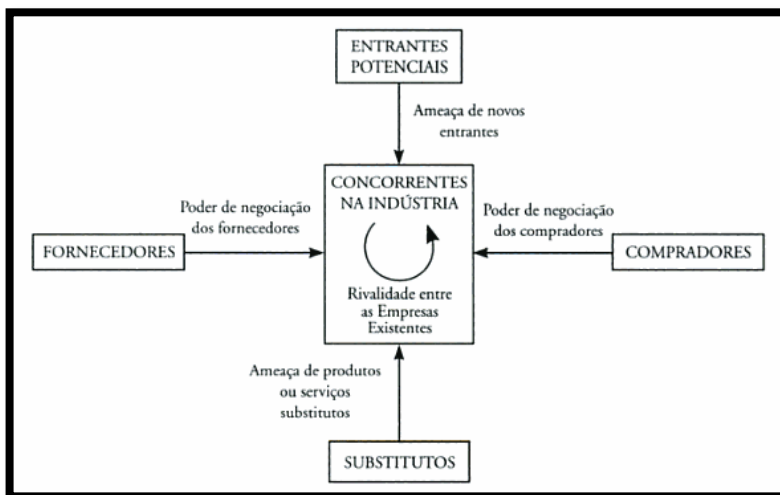 ENTRANTES
POTENCIAIS
Ameaça de novos
entrantes
CONCORRENTES
NA INDÚSTRIA
Poder de negociação
dos fornecedores
Poder de negociação
dos compradores
FORNECEDORES
COMPRADORES
Rivalidade entre
as Empresas
Existentes
Ameaça de produtos
ou serviços
substitutos
SUBSTITUTOS